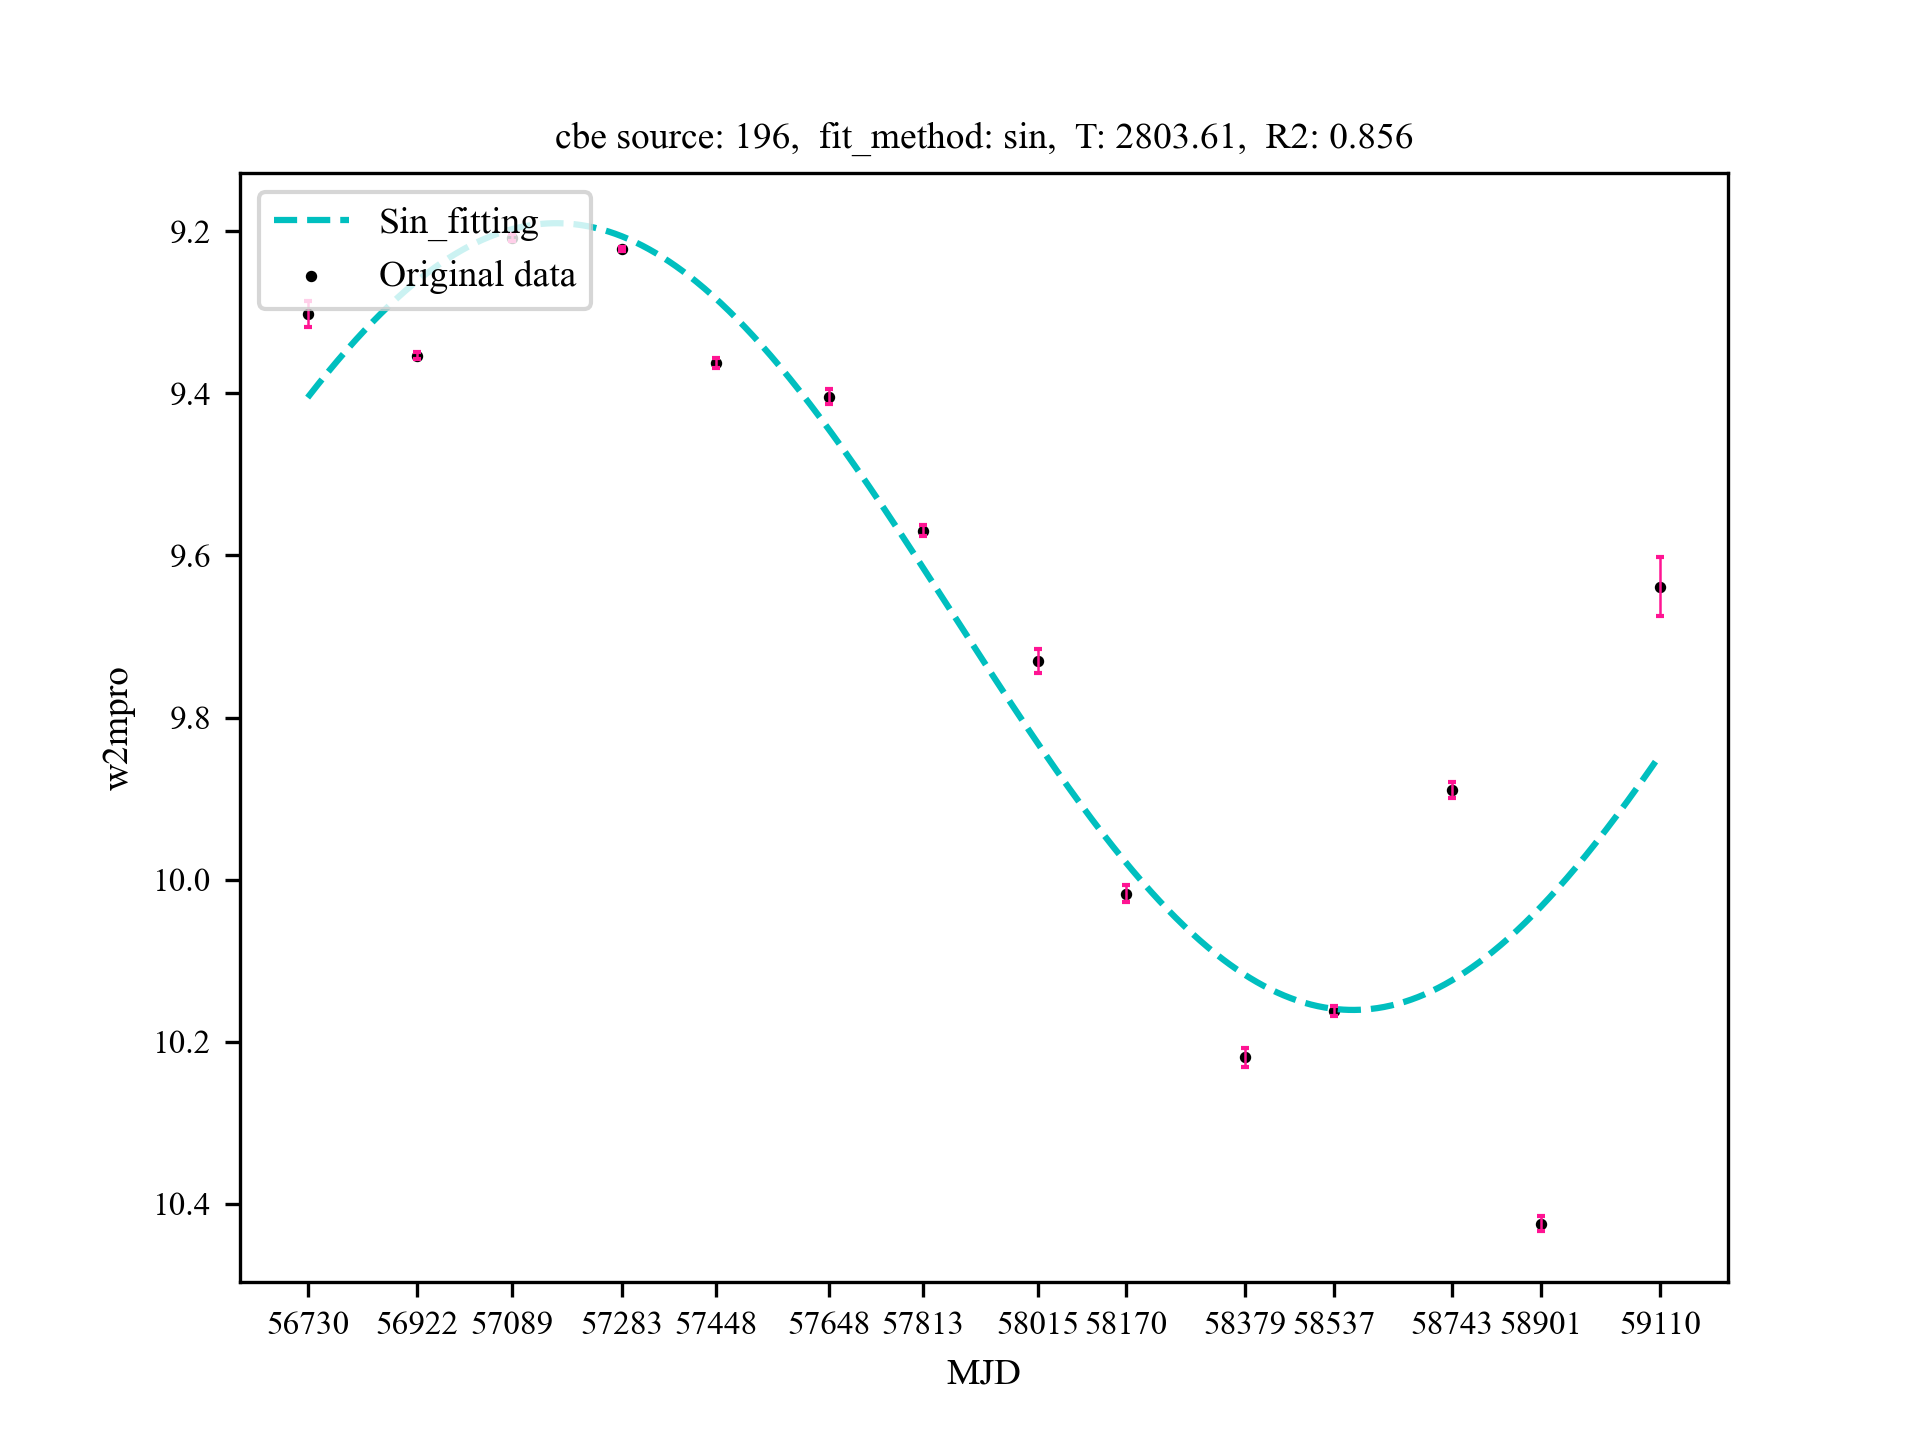 cbe source: 196,  fit_method: sin,  T: 2803.61,  R2: 0.856
Sin_fitting
Original data
9.2
9.4
9.6
9.8
10.0
10.2
10.4
w2mpro
56730 56922 57089 57283 57448 57648 57813 58015 58170 58379 58537 58743 58901 59110
MJD